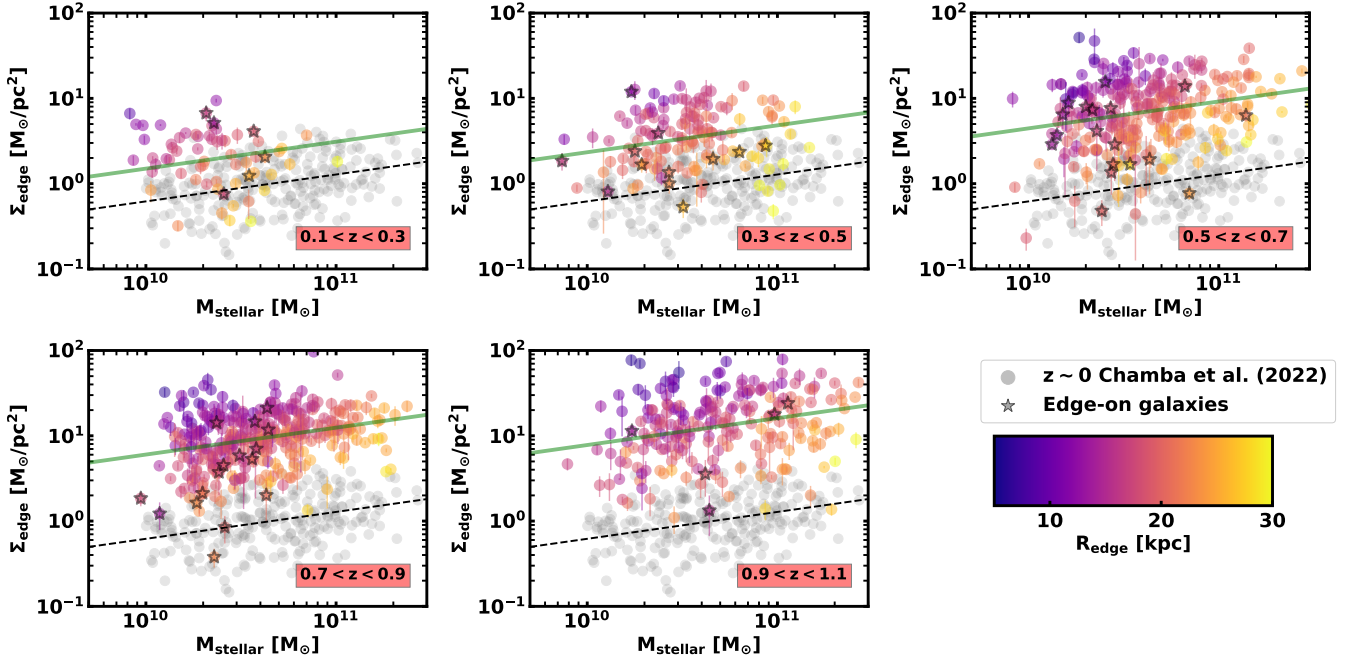 10²
10¹
10⁰
10⁻¹
Σedge [M⊙/pc²]
10¹⁰
10¹¹
Mstellar [M⊙]
0.1 < z < 0.3
10²
10¹
10⁰
10⁻¹
Σedge [M⊙/pc²]
10¹⁰
10¹¹
Mstellar [M⊙]
0.3 < z < 0.5
10²
10¹
10⁰
10⁻¹
Σedge [M⊙/pc²]
10¹⁰
10¹¹
Mstellar [M⊙]
0.5 < z < 0.7
10²
10¹
10⁰
10⁻¹
Σedge [M⊙/pc²]
10¹⁰
10¹¹
Mstellar [M⊙]
0.7 < z < 0.9
10²
10¹
10⁰
10⁻¹
Σedge [M⊙/pc²]
10¹⁰
10¹¹
Mstellar [M⊙]
0.9 < z < 1.1
z ~ 0 Chamba et al. (2022)
Edge-on galaxies
10
20
30
Redge [kpc]